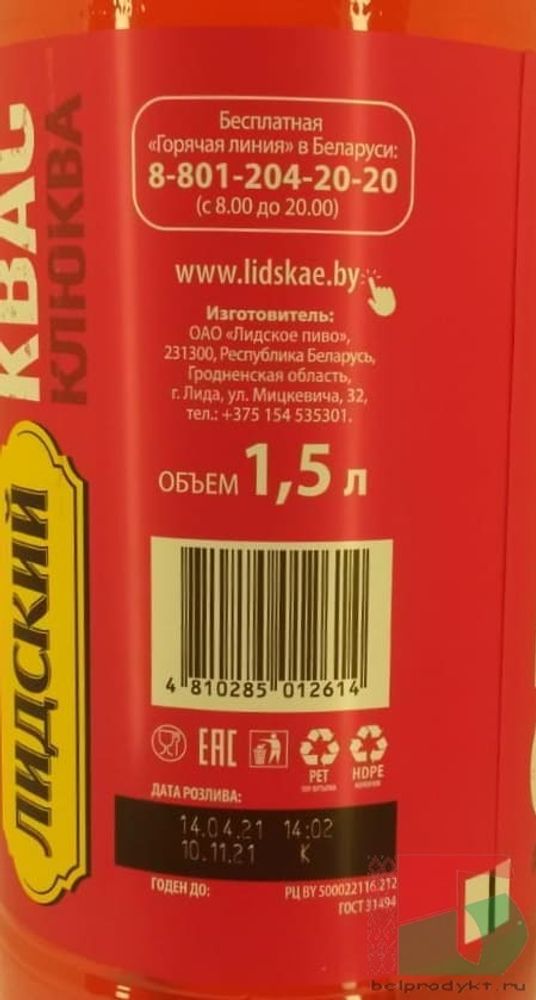 КВАС
КЛЮКВА
ЛИДСКИЙ
Бесплатная
«Горячая линия» в Беларуси:
8-801-204-20-20
(с 8.00 до 20.00)
www.lidskae.by
Изготовитель:
ОАО «Лидское пиво»,
231300, Республика Беларусь,
Гродненская область,
г. Лида, ул. Мицкевича, 32,
тел.: +375 154 535301.
ОБЪЕМ 1,5 л
4 810285 012614
EAC
PET HDPE
ДАТА РОЗЛИВА:
14.04.21 14:02
10.11.21 К
ГОДЕН ДО:
РЦ BY 500022116.212
ГОСТ 31494
belprodykt.ru